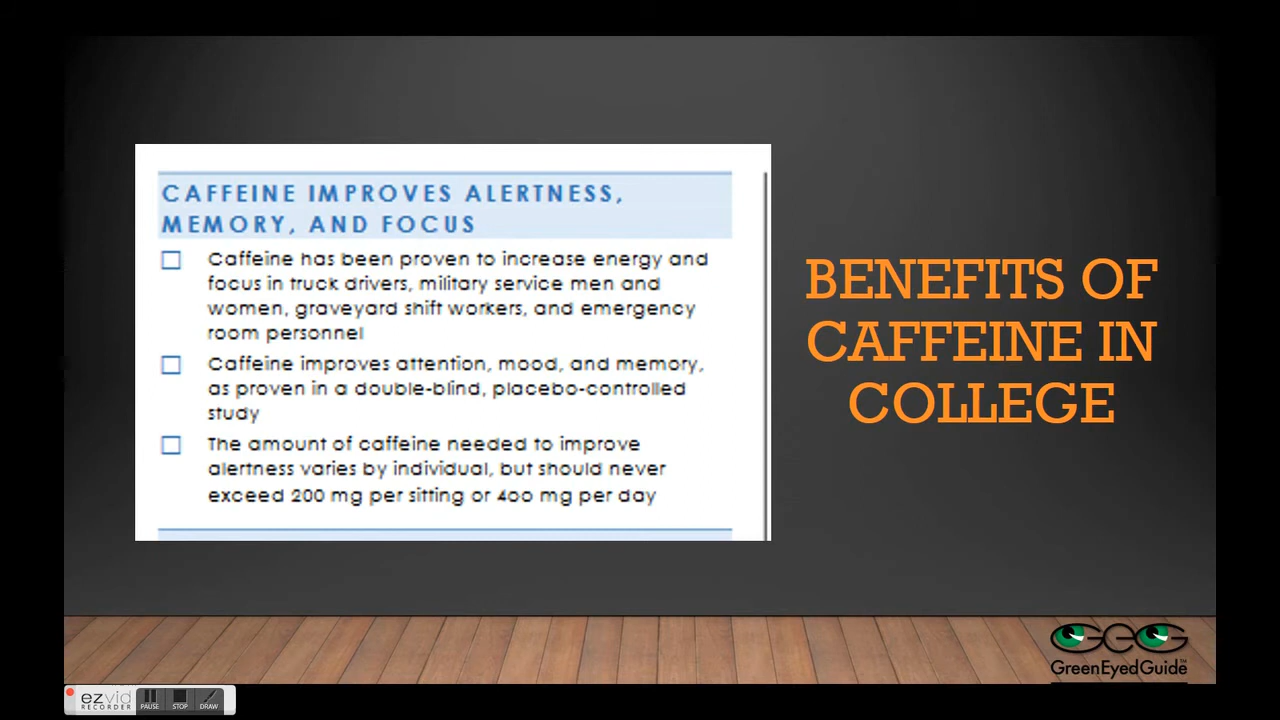 CAFFEINE IMPROVES ALERTNESS,
MEMORY, AND FOCUS
Caffeine has been proven to increase energy and
focus in truck drivers, military service men and
women, graveyard shift workers, and emergency
room personnel
Caffeine improves attention, mood, and memory,
as proven in a double-blind, placebo-controlled
study
The amount of caffeine needed to improve
alertness varies by individual, but should never
exceed 200 mg per sitting or 400 mg per day
BENEFITS OF
CAFFEINE IN
COLLEGE
GEG
GreenEyedGuide™
ezvid
RECORDER
PAUSE
STOP
DRAW